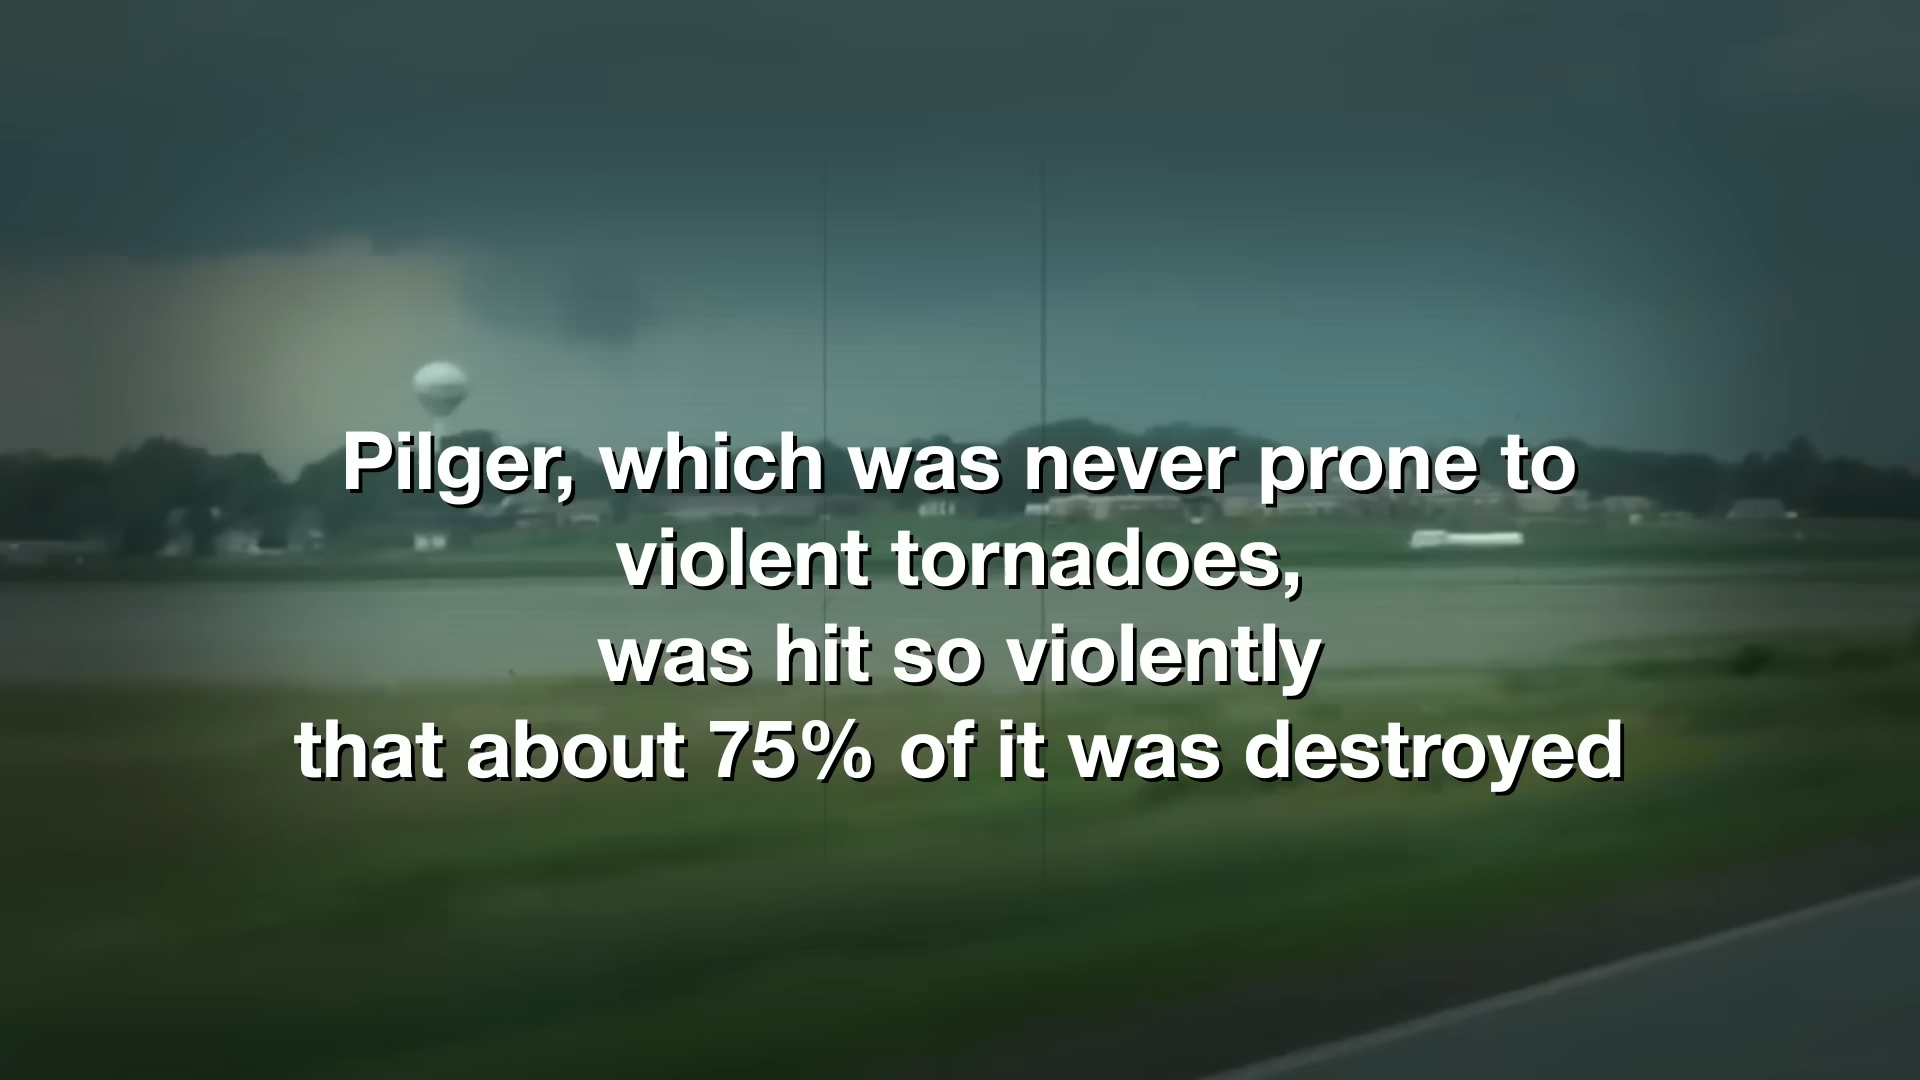 Pilger, which was never prone to
violent tornadoes,
was hit so violently
that about 75% of it was destroyed